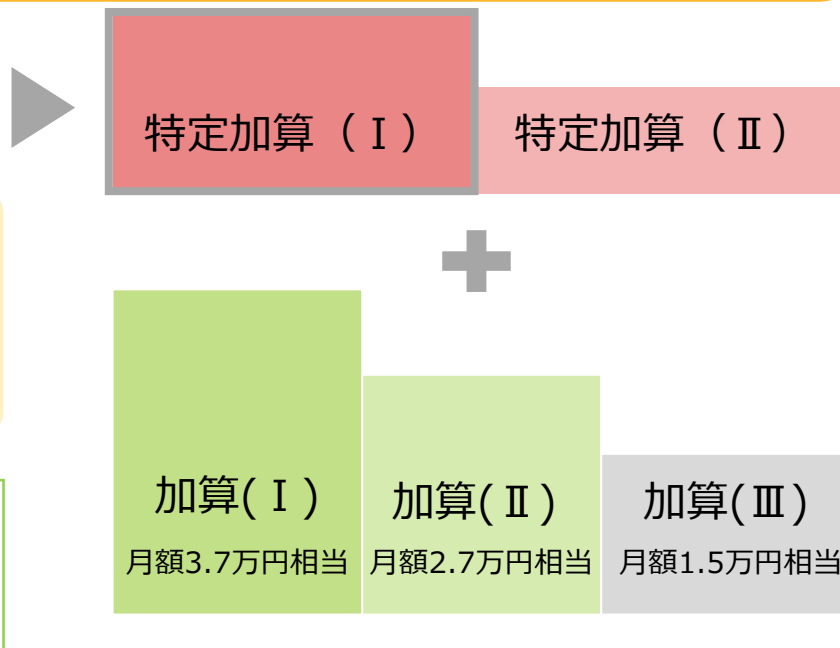 特定加算（Ⅰ）
特定加算（Ⅱ）
加算(Ⅰ)
月額3.7万円相当
加算(Ⅱ)
月額2.7万円相当
加算(Ⅲ)
月額1.5万円相当